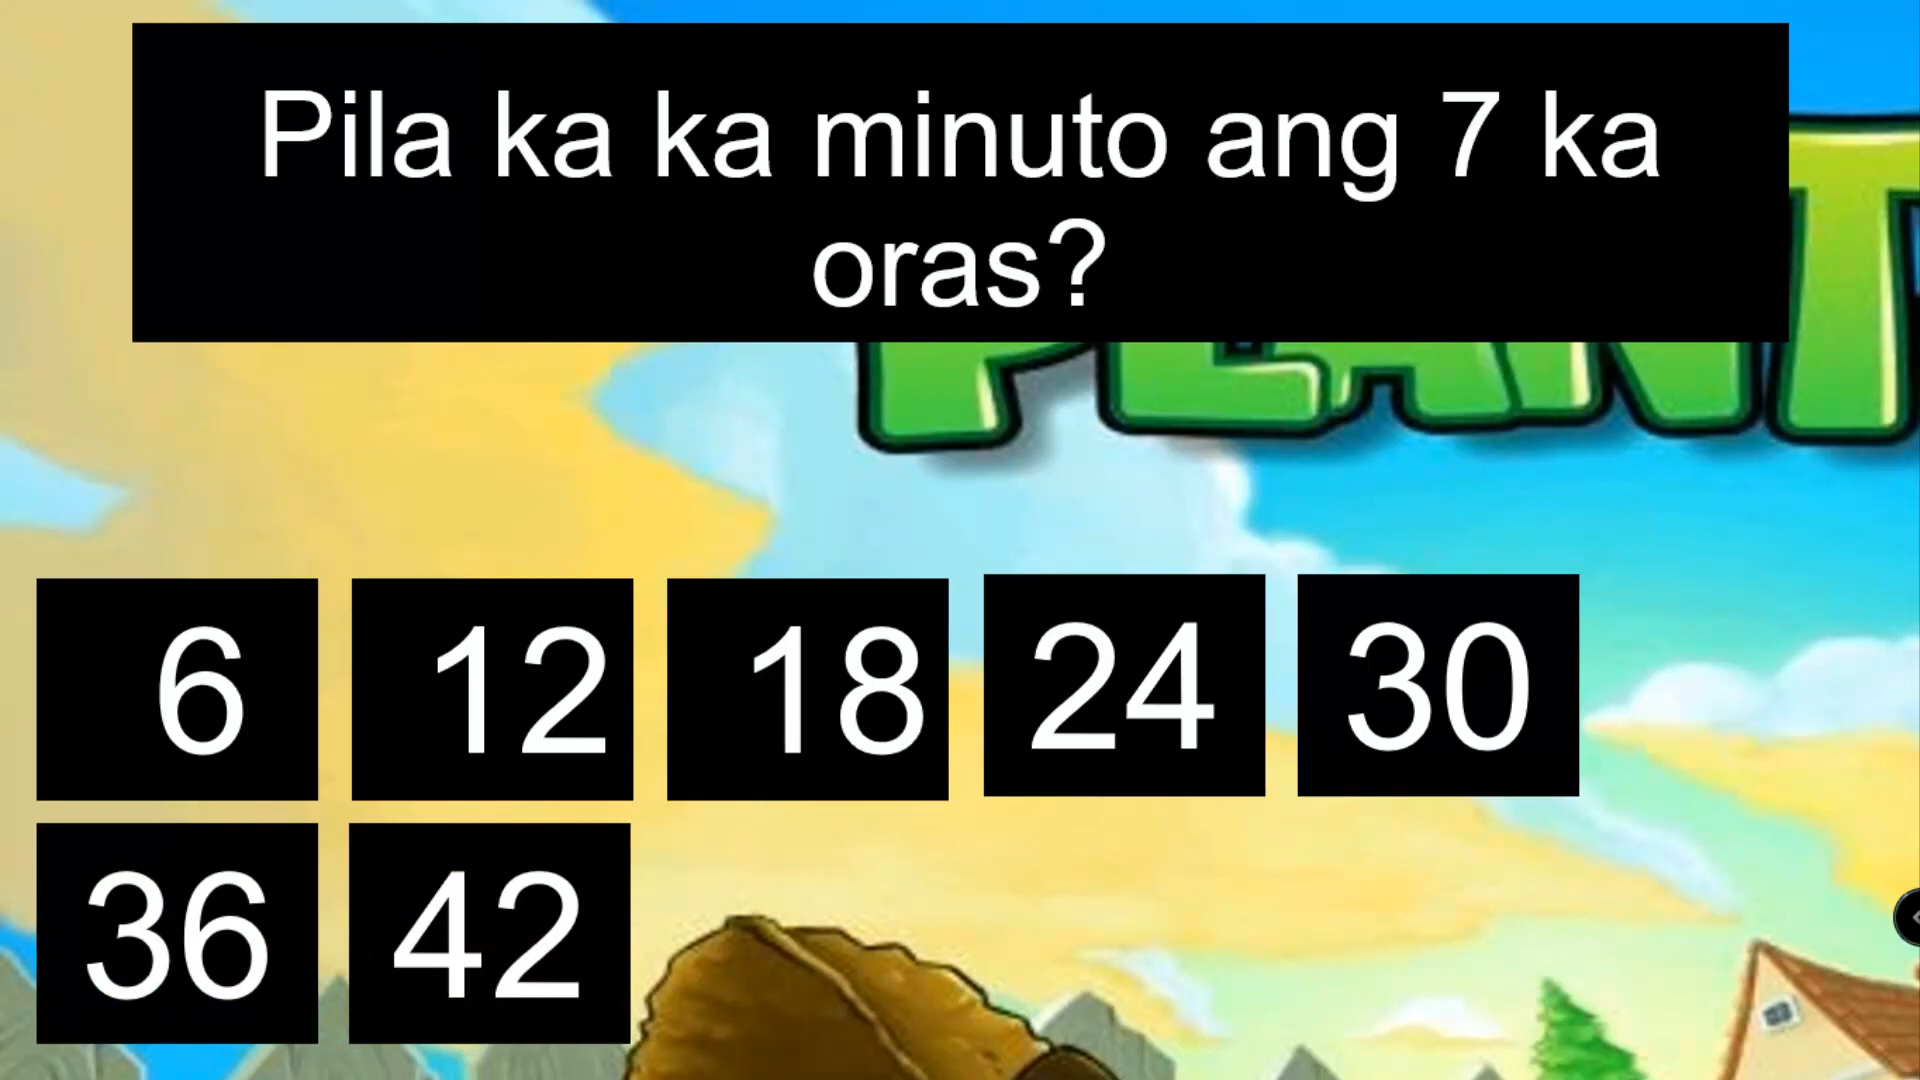 Pila ka ka minuto ang 7 ka
oras?
6 12 18 24 30
36 42